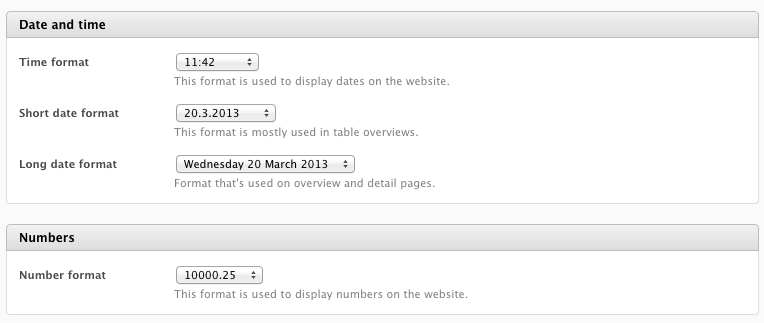 Date and time
Time format 11:42
This format is used to display dates on the website.
Short date format 20.3.2013
This format is mostly used in table overviews.
Long date format Wednesday 20 March 2013
Format that's used on overview and detail pages.
Numbers
Number format 10000.25
This format is used to display numbers on the website.